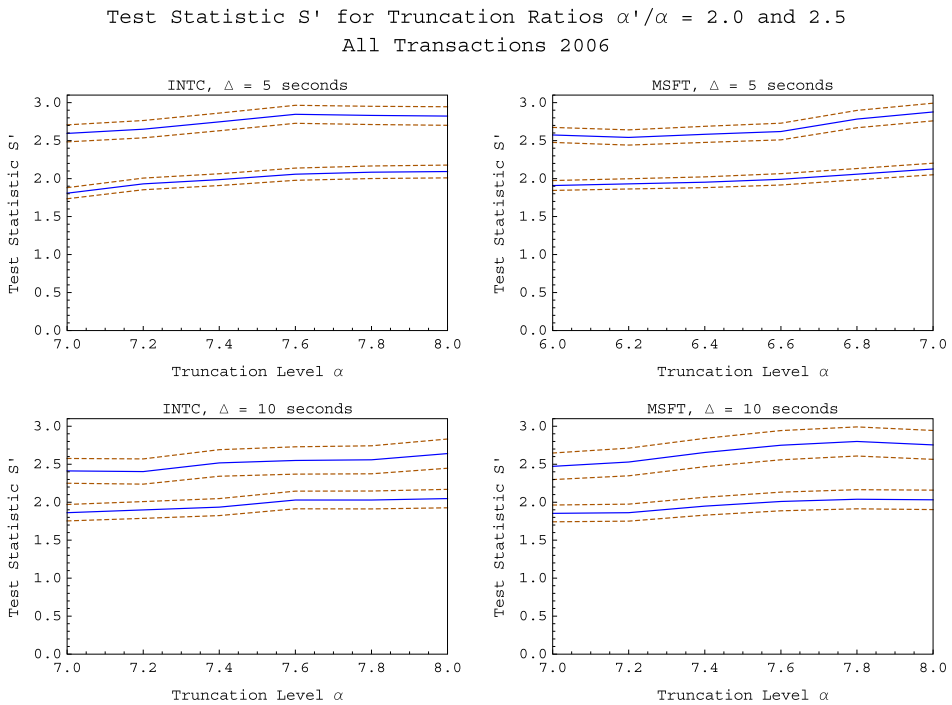 Test Statistic S' for Truncation Ratios α'/α = 2.0 and 2.5
All Transactions 2006
INTC, Δ = 5 seconds
3.0
2.5
2.0
1.5
1.0
0.5
0.0
Test Statistic S'
7.0 7.2 7.4 7.6 7.8 8.0
Truncation Level α
MSFT, Δ = 5 seconds
3.0
2.5
2.0
1.5
1.0
0.5
0.0
Test Statistic S'
6.0 6.2 6.4 6.6 6.8 7.0
Truncation Level α
INTC, Δ = 10 seconds
3.0
2.5
2.0
1.5
1.0
0.5
0.0
Test Statistic S'
7.0 7.2 7.4 7.6 7.8 8.0
Truncation Level α
MSFT, Δ = 10 seconds
3.0
2.5
2.0
1.5
1.0
0.5
0.0
Test Statistic S'
7.0 7.2 7.4 7.6 7.8 8.0
Truncation Level α